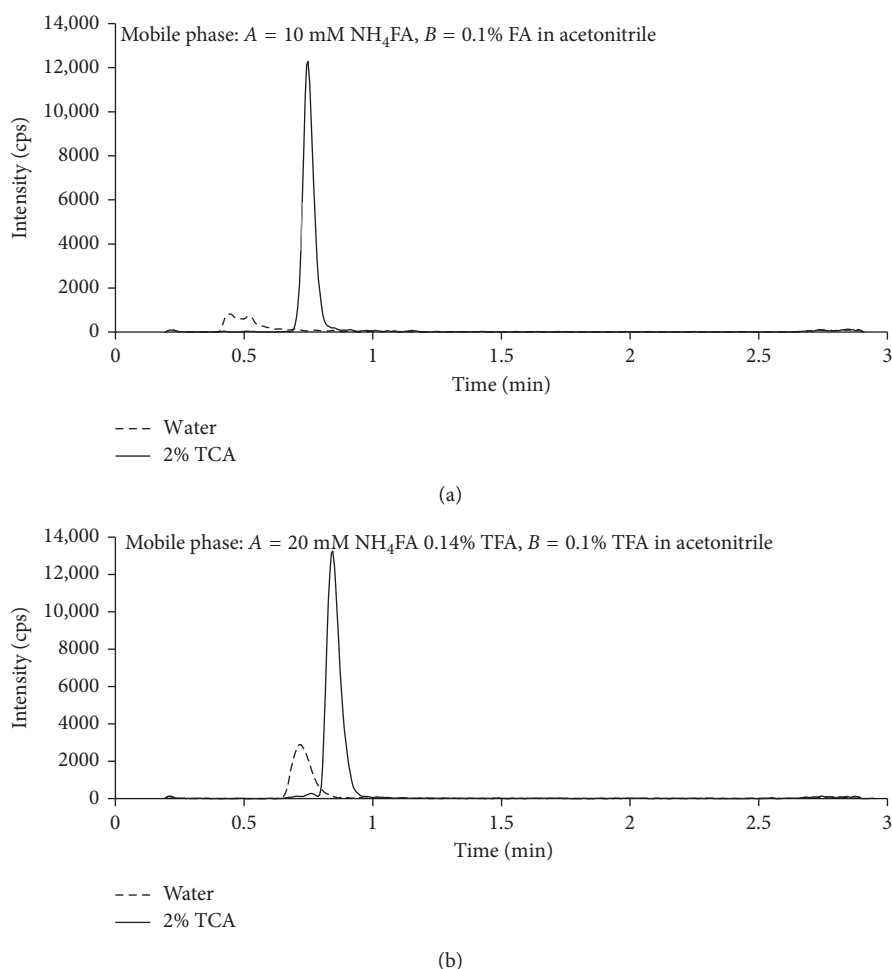 14,000
Mobile phase: A = 10 mM NH₄FA, B = 0.1% FA in acetonitrile
12,000
10,000
8000
6000
4000
2000
0
Intensity (cps)
0 0.5 1 1.5 2 2.5 3
Time (min)
Water
2% TCA
(a)
14,000
Mobile phase: A = 20 mM NH₄FA 0.14% TFA, B = 0.1% TFA in acetonitrile
12,000
10,000
8000
6000
4000
2000
0
Intensity (cps)
0 0.5 1 1.5 2 2.5 3
Time (min)
Water
2% TCA
(b)